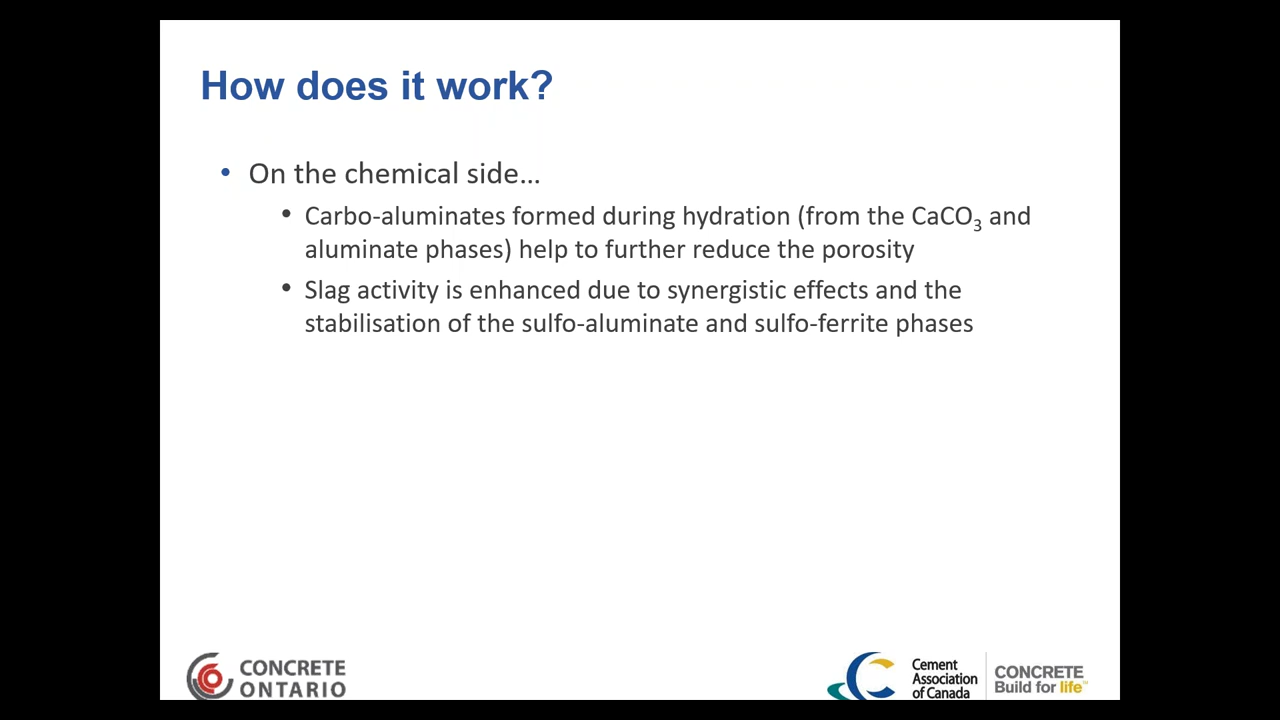 How does it work?
• On the chemical side…
• Carbo-aluminates formed during hydration (from the CaCO₃ and
aluminate phases) help to further reduce the porosity
• Slag activity is enhanced due to synergistic effects and the
stabilisation of the sulfo-aluminate and sulfo-ferrite phases
CONCRETE
ONTARIO
Cement
Association
of Canada
CONCRETE
Build for life™